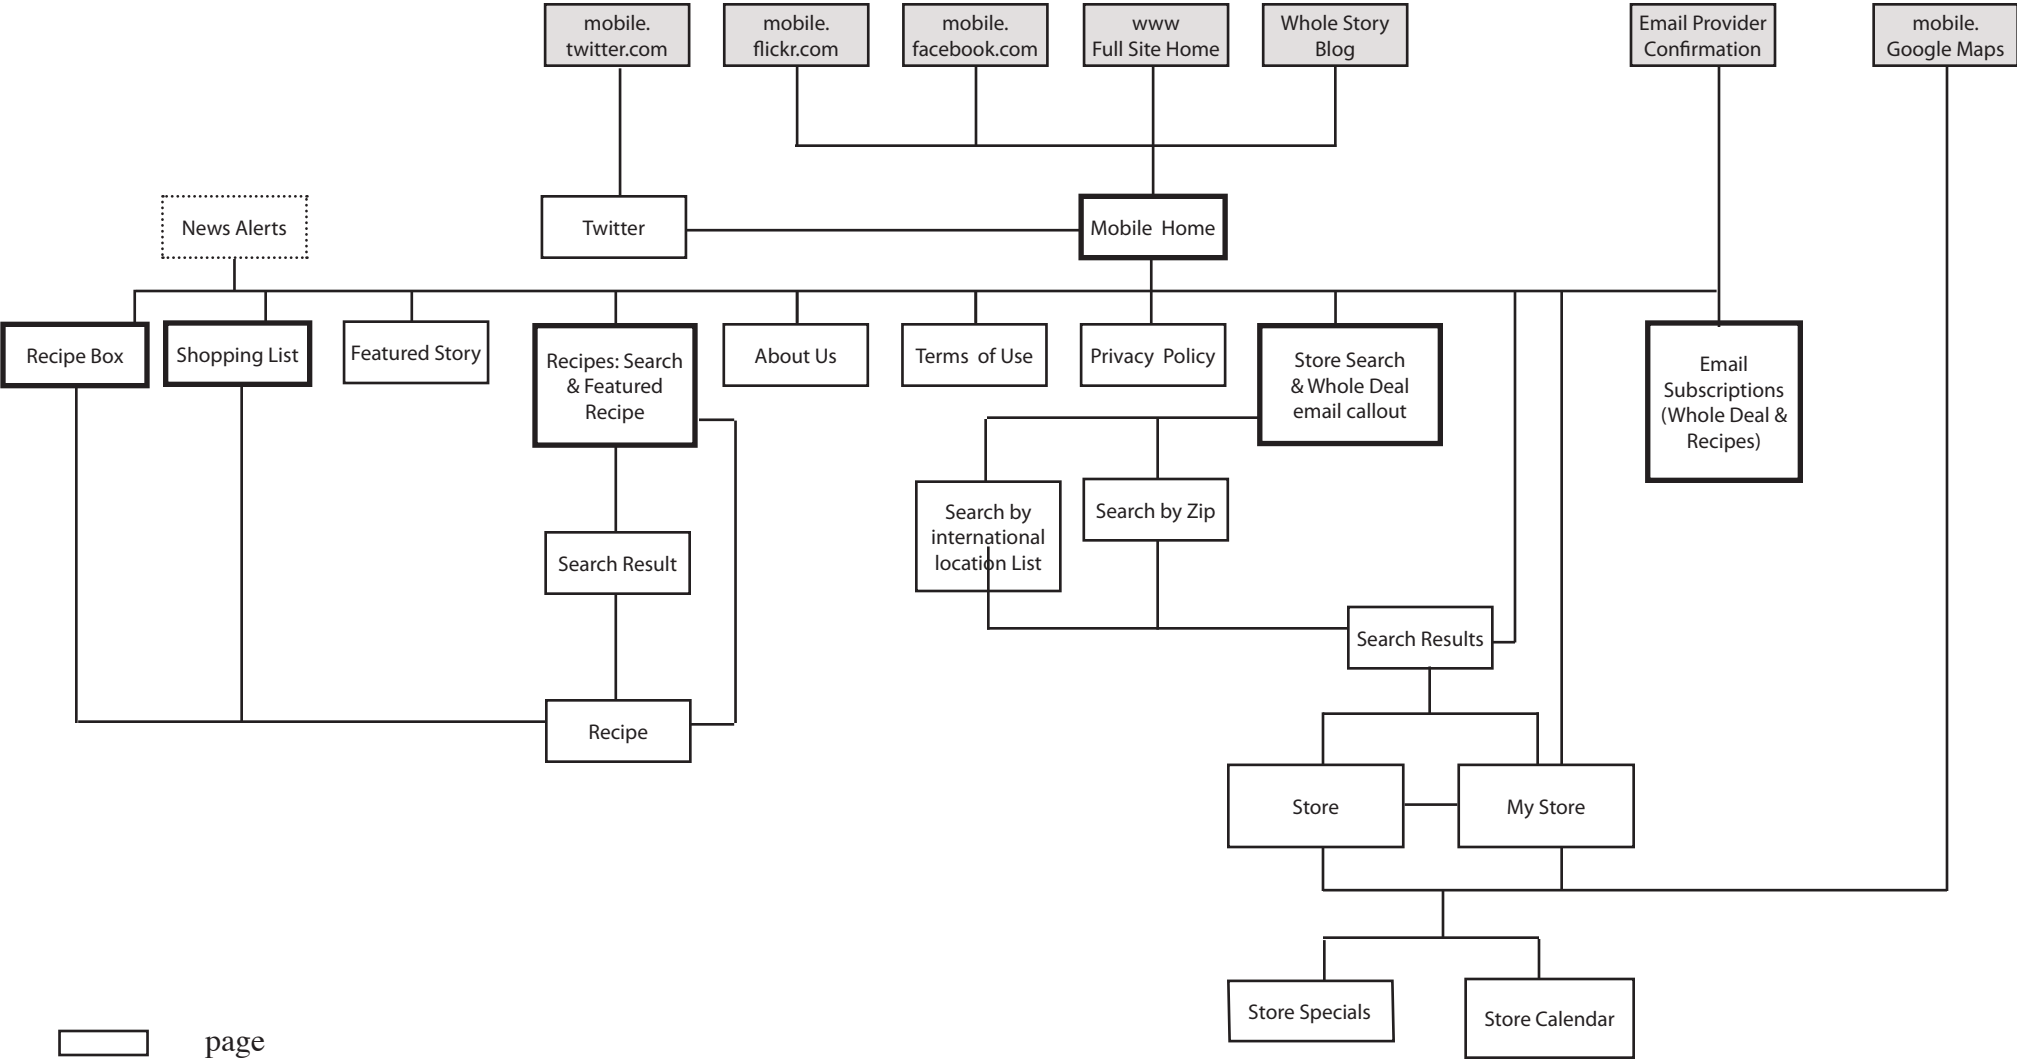 mobile.
twitter.com
mobile.
flickr.com
mobile.
facebook.com
www
Full Site Home
Whole Story
Blog
Email Provider
Confirmation
mobile.
Google Maps
News Alerts
Twitter
Mobile Home
Recipe Box
Shopping List
Featured Story
Recipes: Search
& Featured
Recipe
About Us
Terms of Use
Privacy Policy
Store Search
& Whole Deal
email callout
Email
Subscriptions
(Whole Deal &
Recipes)
Search by
international
location List
Search by Zip
Search Result
Search Results
Recipe
Store
My Store
Store Specials
Store Calendar
page